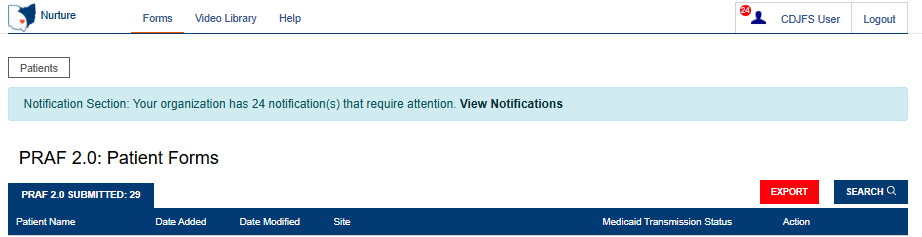 Nurture Forms Video Library Help 24 CDJFS User Logout
Patients
Notification Section: Your organization has 24 notification(s) that require attention. View Notifications
PRAF 2.0: Patient Forms
PRAF 2.0 SUBMITTED: 29 EXPORT SEARCH
Patient Name Date Added Date Modified Site Medicaid Transmission Status Action